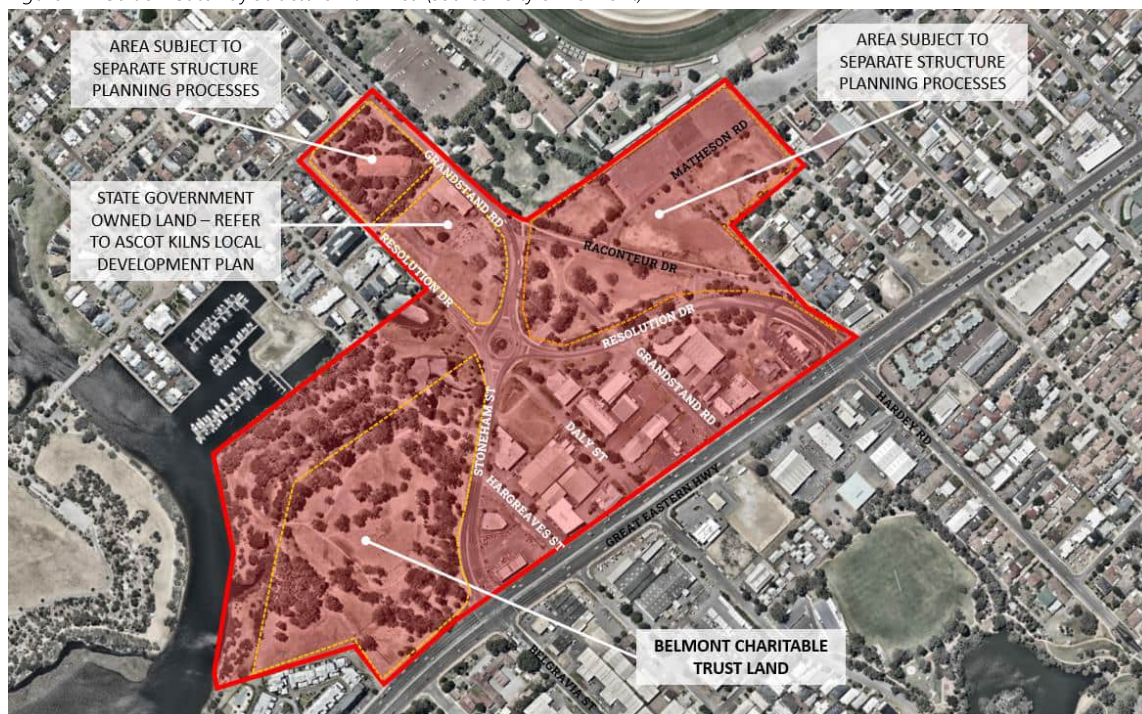 AREA SUBJECT TO
SEPARATE STRUCTURE
PLANNING PROCESSES
AREA SUBJECT TO
SEPARATE STRUCTURE
PLANNING PROCESSES
STATE GOVERNMENT
OWNED LAND – REFER
TO ASCOT KILNS LOCAL
DEVELOPMENT PLAN
GRANDSTAND RD
MATHESON RD
RACONTEUR DR
RESOLUTION DR
RESOLUTION DR
GRANDSTAND RD
STONEHAM ST
DALY ST
HARGREAVES ST
GREAT EASTERN HWY
HARDEY RD
BELGRAVIA ST
BELMONT CHARITABLE
TRUST LAND